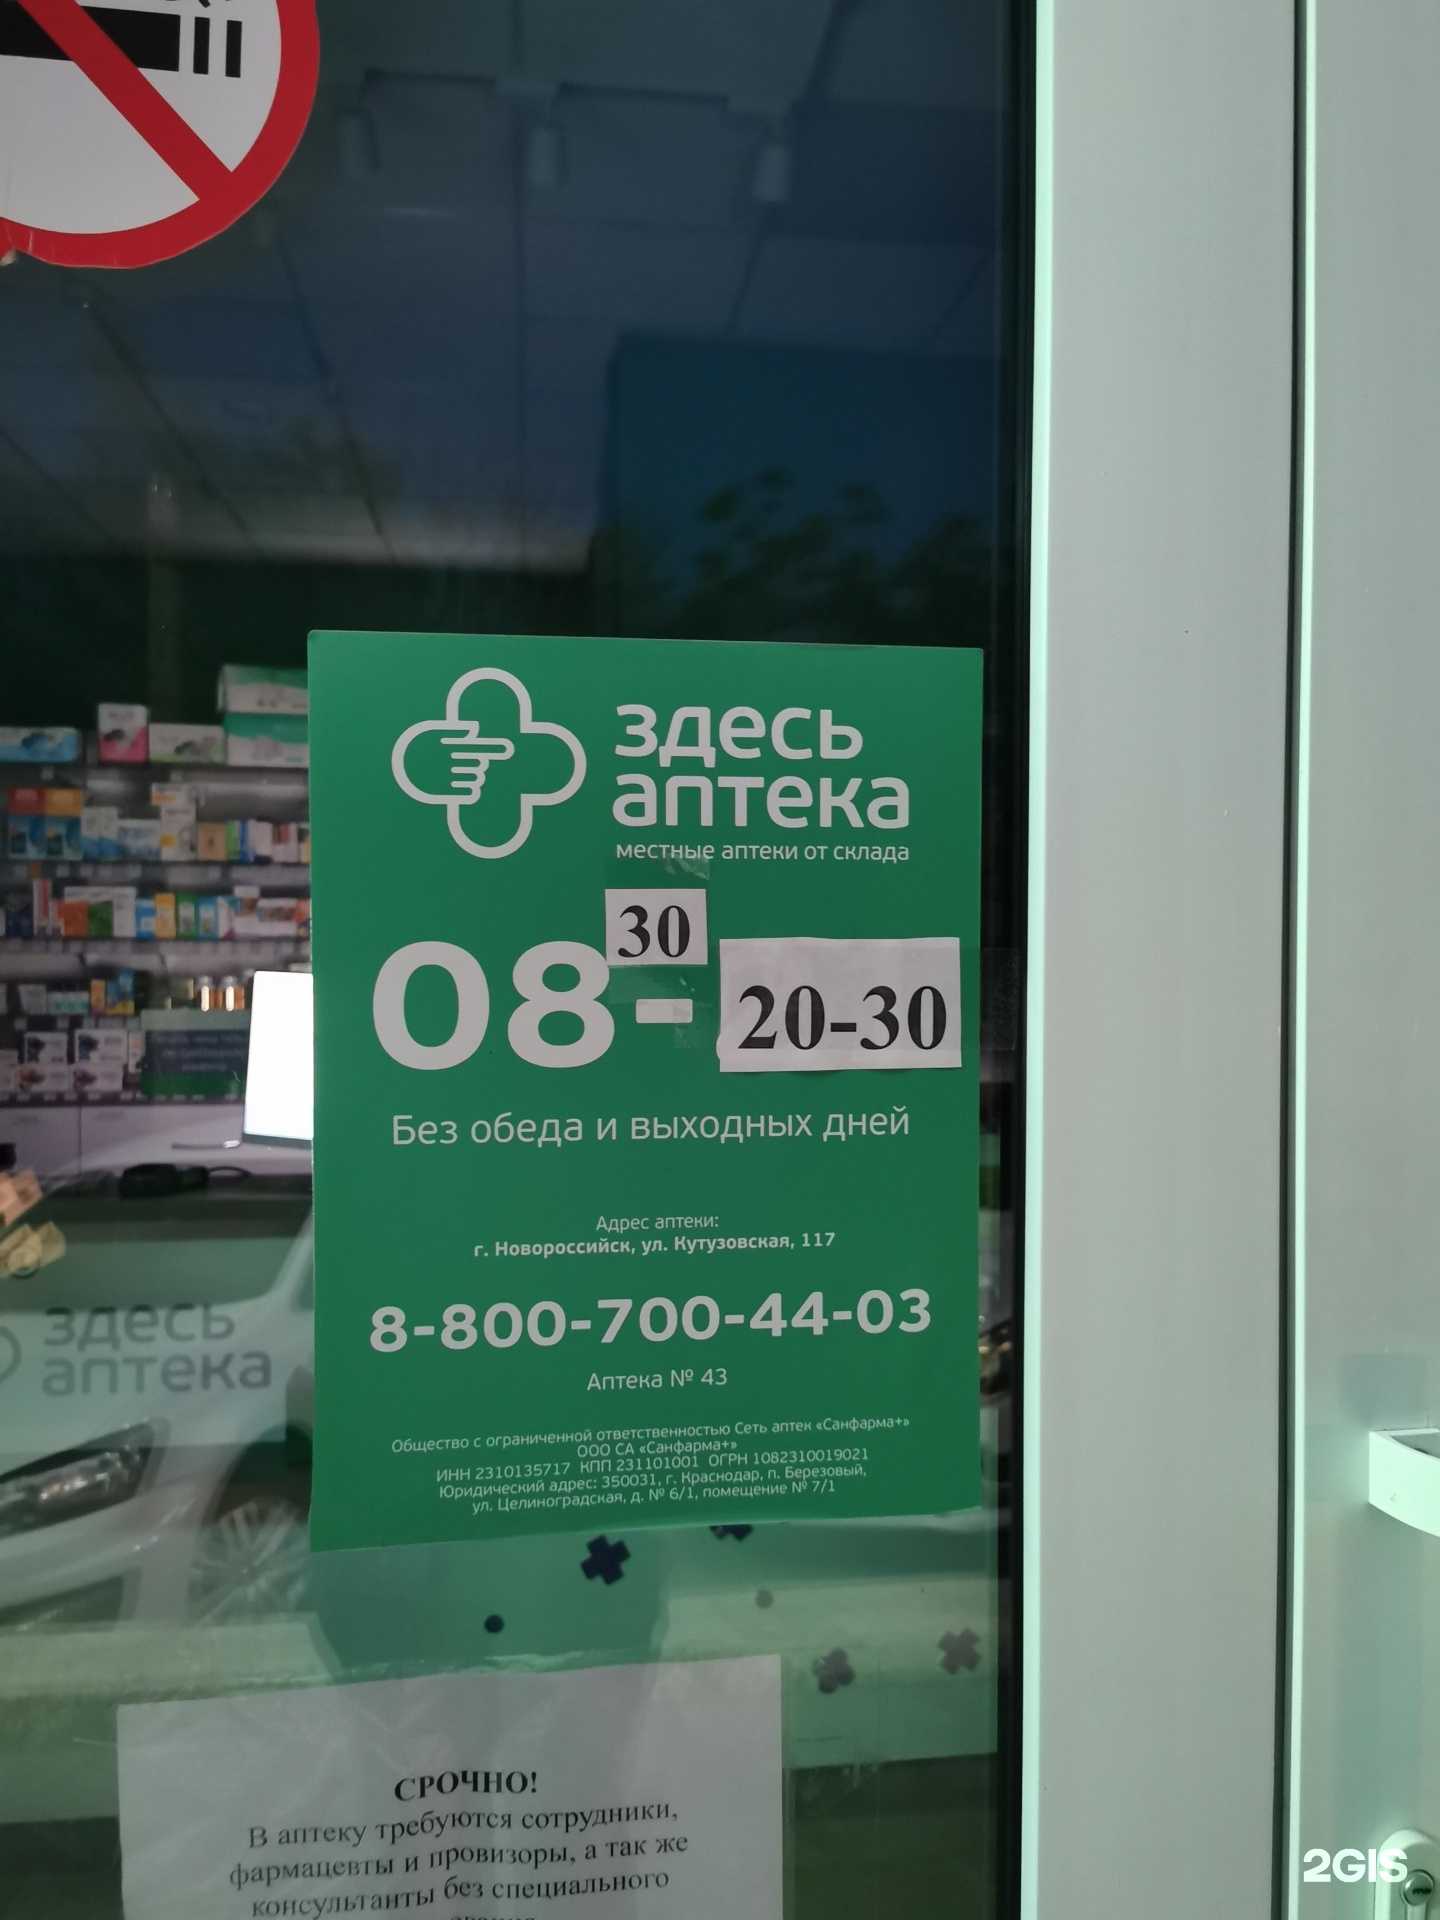 здесь
аптека
местные аптеки от склада
30
08-
20-30
Без обеда и выходных дней
Адрес аптеки:
г. Новороссийск, ул. Кутузовская, 117
8-800-700-44-03
Аптека № 43
Общество с ограниченной ответственностью Сеть аптек «Санфарма+»
ООО СА «Санфарма+»
ИНН 2310135717 КПП 231101001 ОГРН 1082310019021
Юридический адрес: 350031, г. Краснодар, п. Березовый,
ул. Целиноградская, д. № 6/1, помещение № 7/1
здесь
аптека
СРОЧНО!
В аптеку требуются сотрудники,
фармацевты и провизоры, а так же
консультанты без специального
2GIS